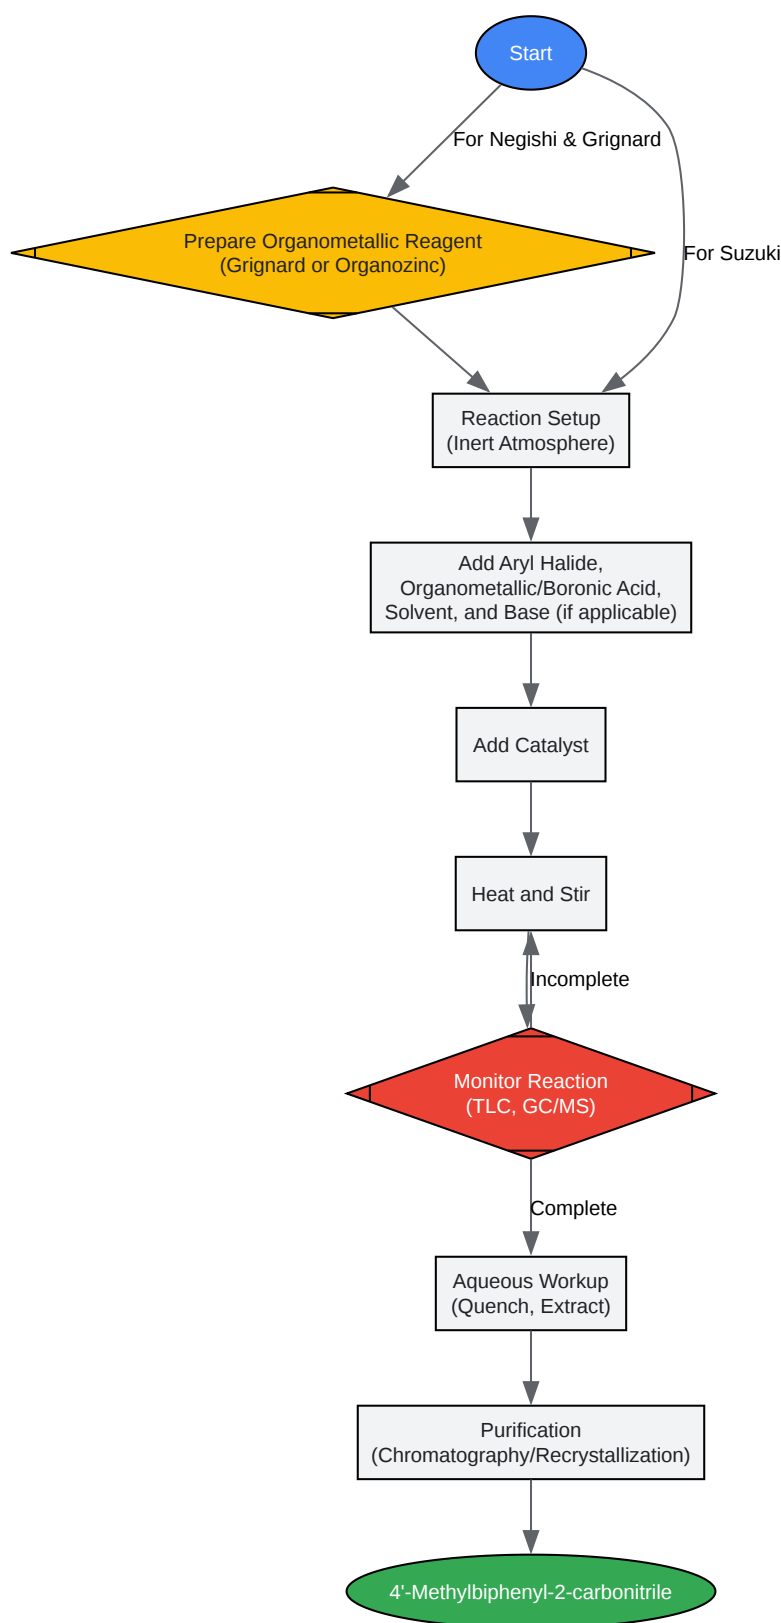 Start
For Negishi & Grignard
Prepare Organometallic Reagent
(Grignard or Organozinc)
For Suzuki
Reaction Setup
(Inert Atmosphere)
Add Aryl Halide,
Organometallic/Boronic Acid,
Solvent, and Base (if applicable)
Add Catalyst
Heat and Stir
Incomplete
Monitor Reaction
(TLC, GC/MS)
Complete
Aqueous Workup
(Quench, Extract)
Purification
(Chromatography/Recrystallization)
4'-Methylbiphenyl-2-carbonitrile